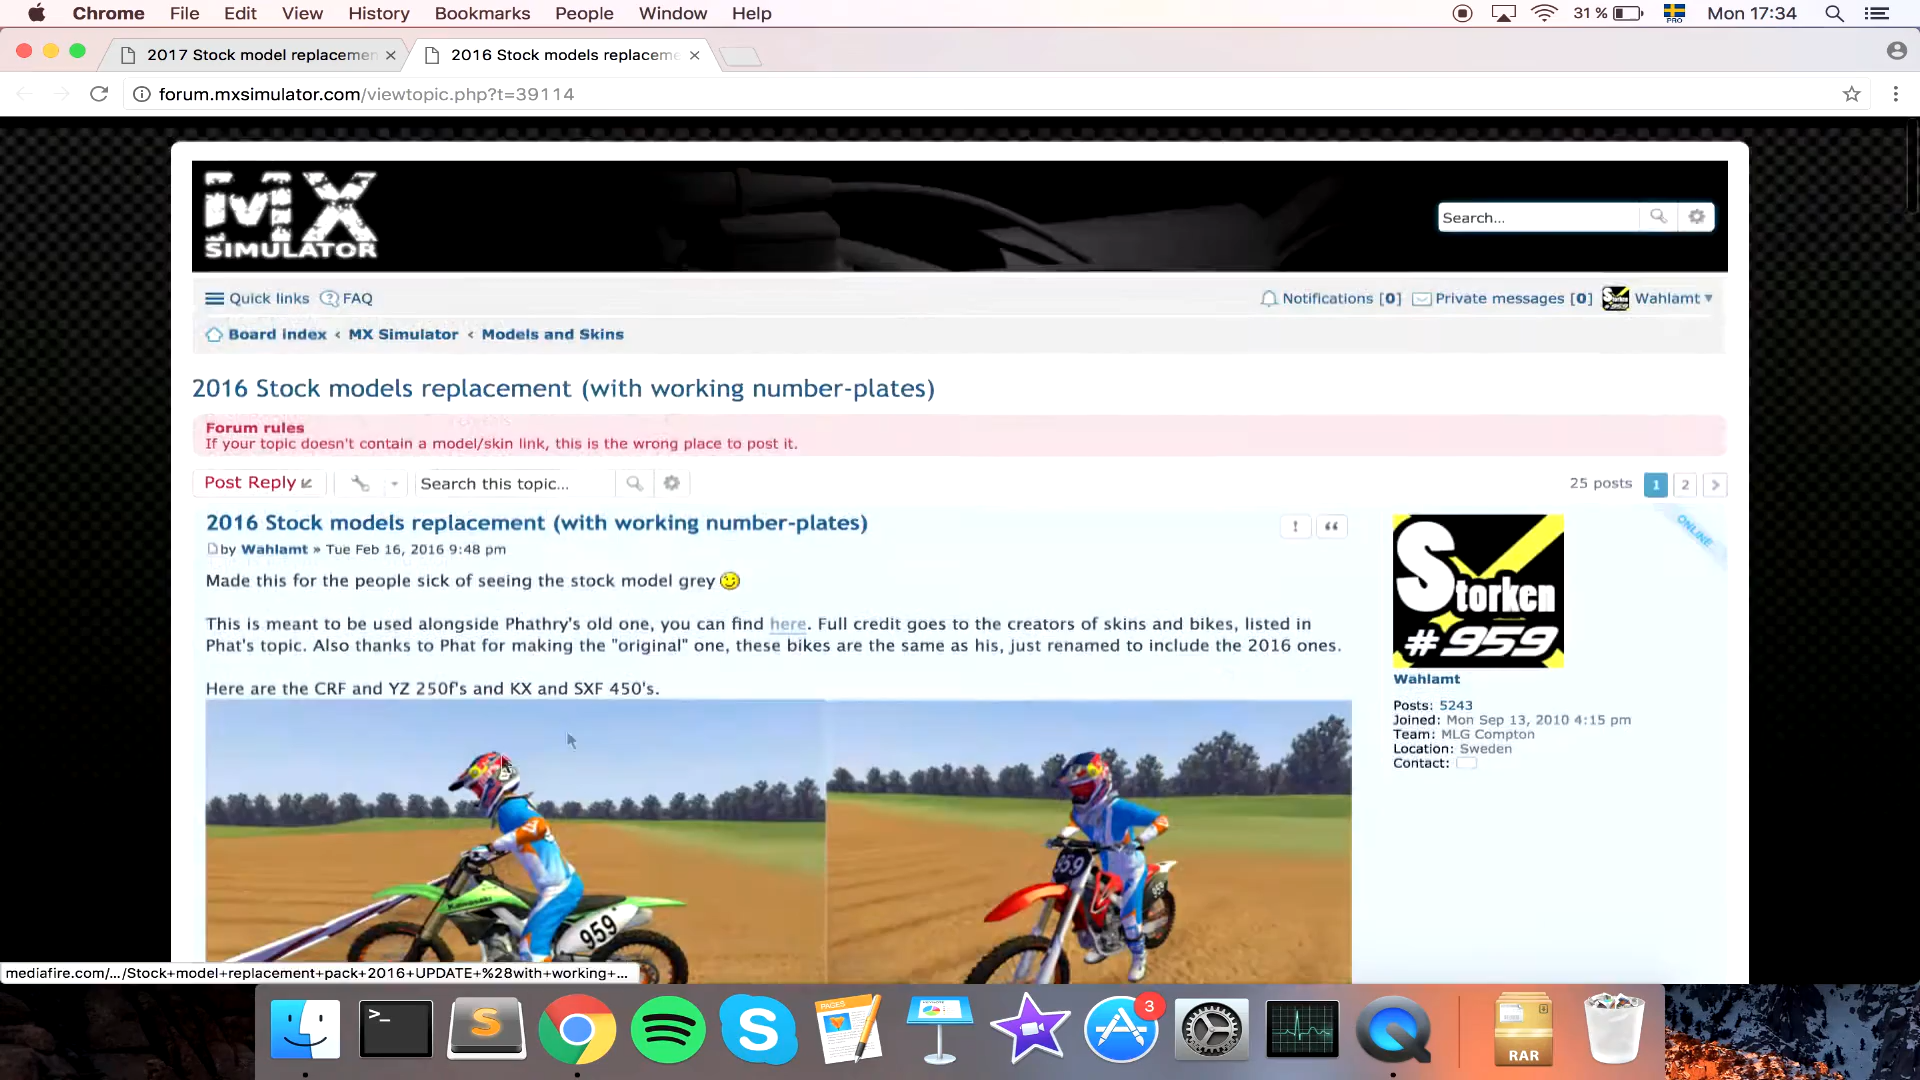 Chrome File Edit View History Bookmarks People Window Help 31 % PRO Mon 17:34
2017 Stock model replacemen 2016 Stock models replaceme
forum.mxsimulator.com/viewtopic.php?t=39114
MX
SIMULATOR
Search...
Quick links FAQ Notifications [0] Private messages [0] Wahlamt
Board index ‹ MX Simulator ‹ Models and Skins
2016 Stock models replacement (with working number-plates)
Forum rules
If your topic doesn't contain a model/skin link, this is the wrong place to post it.
Post Reply Search this topic... 25 posts 1 2
2016 Stock models replacement (with working number-plates)
by Wahlamt » Tue Feb 16, 2016 9:48 pm
Made this for the people sick of seeing the stock model grey
This is meant to be used alongside Phathry's old one, you can find here. Full credit goes to the creators of skins and bikes, listed in
Phat's topic. Also thanks to Phat for making the "original" one, these bikes are the same as his, just renamed to include the 2016 ones.
Here are the CRF and YZ 250f's and KX and SXF 450's.
ONLINE
Storken
#959
Wahlamt
Posts: 5243
Joined: Mon Sep 13, 2010 4:15 pm
Team: MLG Compton
Location: Sweden
Contact:
Kawasaki
959
959
mediafire.com/.../Stock+model+replacement+pack+2016+UPDATE+%28with+working+...
>_
S
S
PAGES
3
RAR